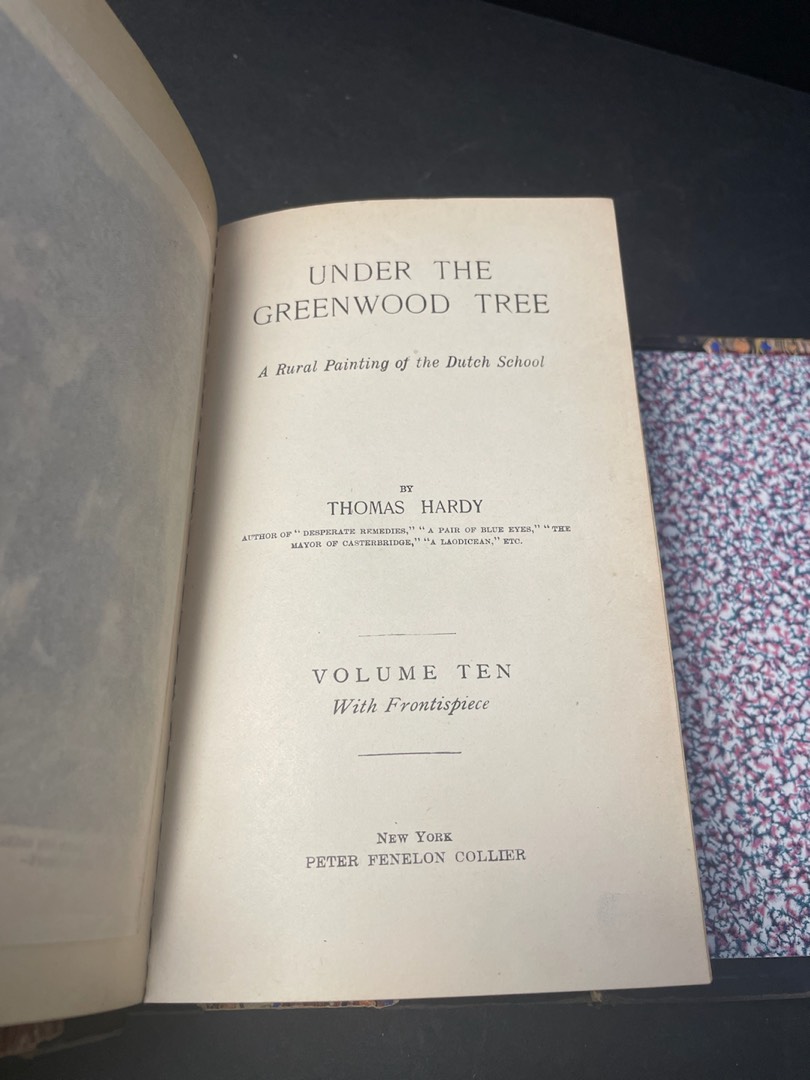 UNDER THE
GREENWOOD TREE
A Rural Painting of the Dutch School
BY
THOMAS HARDY
AUTHOR OF "DESPERATE REMEDIES," "A PAIR OF BLUE EYES," "THE
MAYOR OF CASTERBRIDGE," "A LAODICEAN," ETC.
VOLUME TEN
With Frontispiece
NEW YORK
PETER FENELON COLLIER